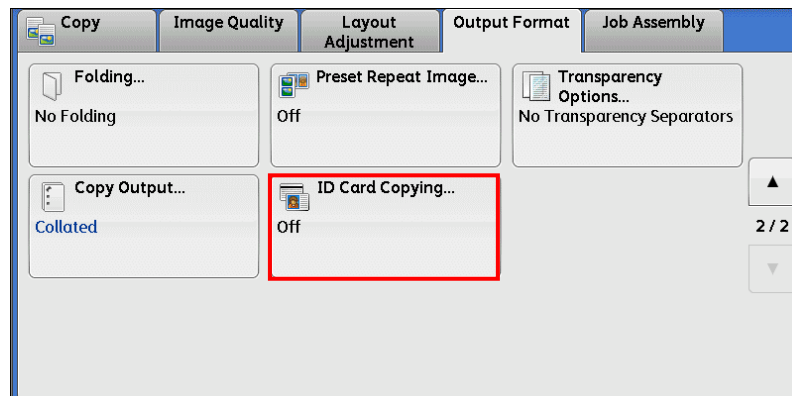 Copy
Image Quality
Layout
Adjustment
Output Format
Job Assembly
Folding...
No Folding
Preset Repeat Image...
Off
Transparency
Options...
No Transparency Separators
Copy Output...
Collated
ID Card Copying...
Off
2/2